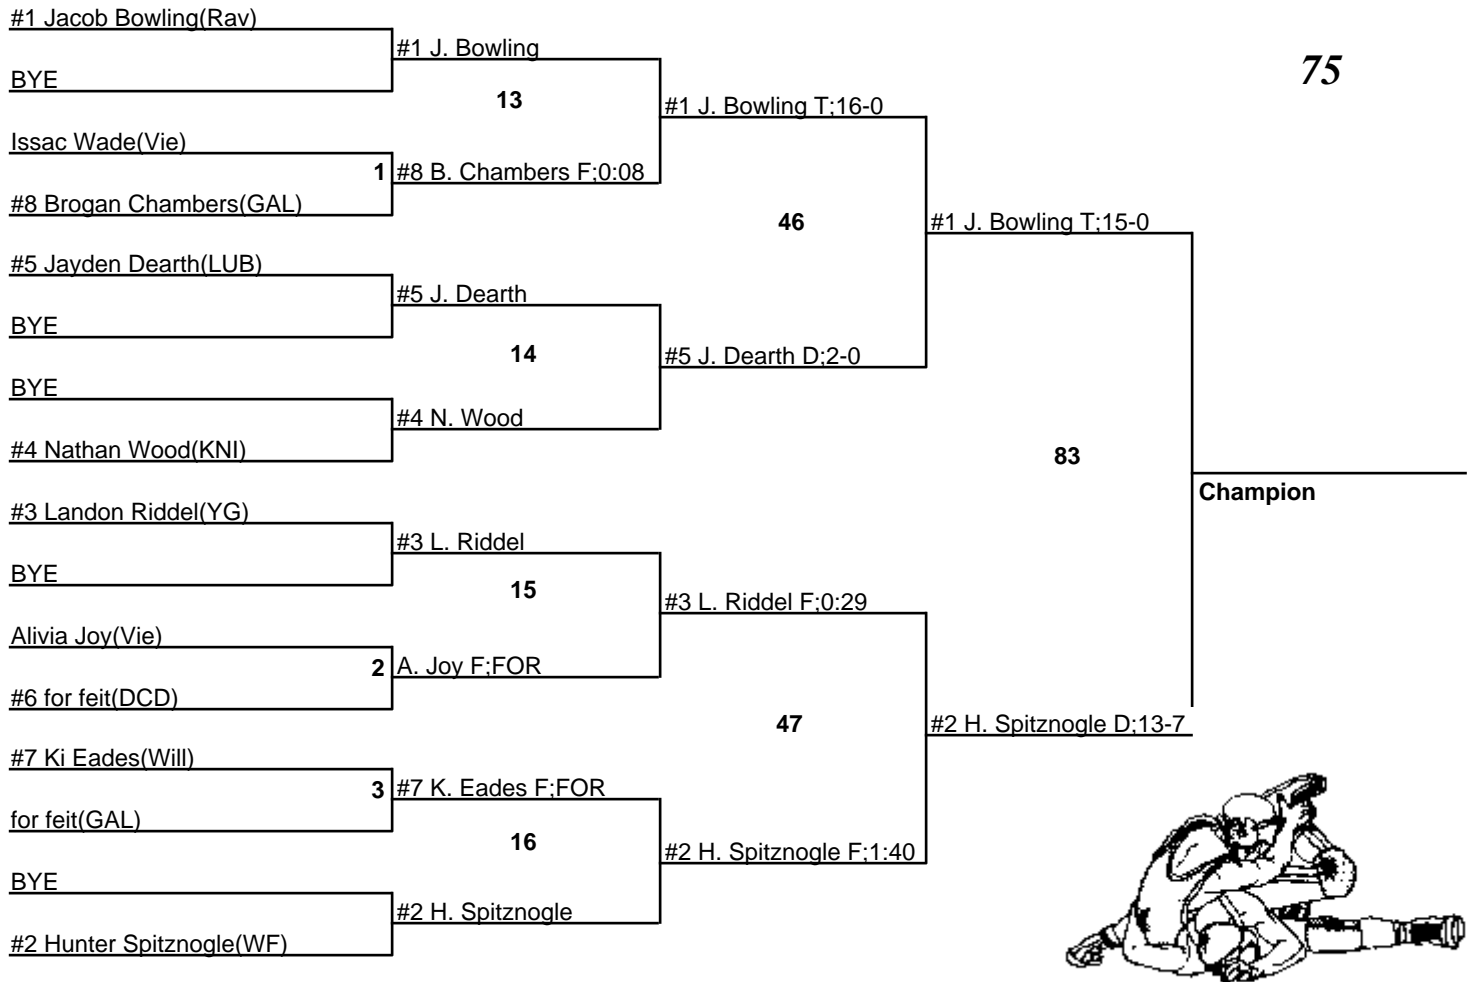 #1 Jacob Bowling(Rav)
BYE
Issac Wade(Vie)
#8 Brogan Chambers(GAL)
#5 Jayden Dearth(LUB)
BYE
BYE
#4 Nathan Wood(KNI)
#3 Landon Riddel(YG)
BYE
Alivia Joy(Vie)
#6 for feit(DCD)
#7 Ki Eades(Will)
for feit(GAL)
BYE
#2 Hunter Spitznogle(WF)
1
2
3
#1 J. Bowling
#8 B. Chambers F;0:08
#5 J. Dearth
#4 N. Wood
#3 L. Riddel
A. Joy F;FOR
#7 K. Eades F;FOR
#2 H. Spitznogle
13
14
15
16
#1 J. Bowling T;16-0
#5 J. Dearth D;2-0
#3 L. Riddel F;0:29
#2 H. Spitznogle F;1:40
46
47
#1 J. Bowling T;15-0
#2 H. Spitznogle D;13-7
83
Champion
75